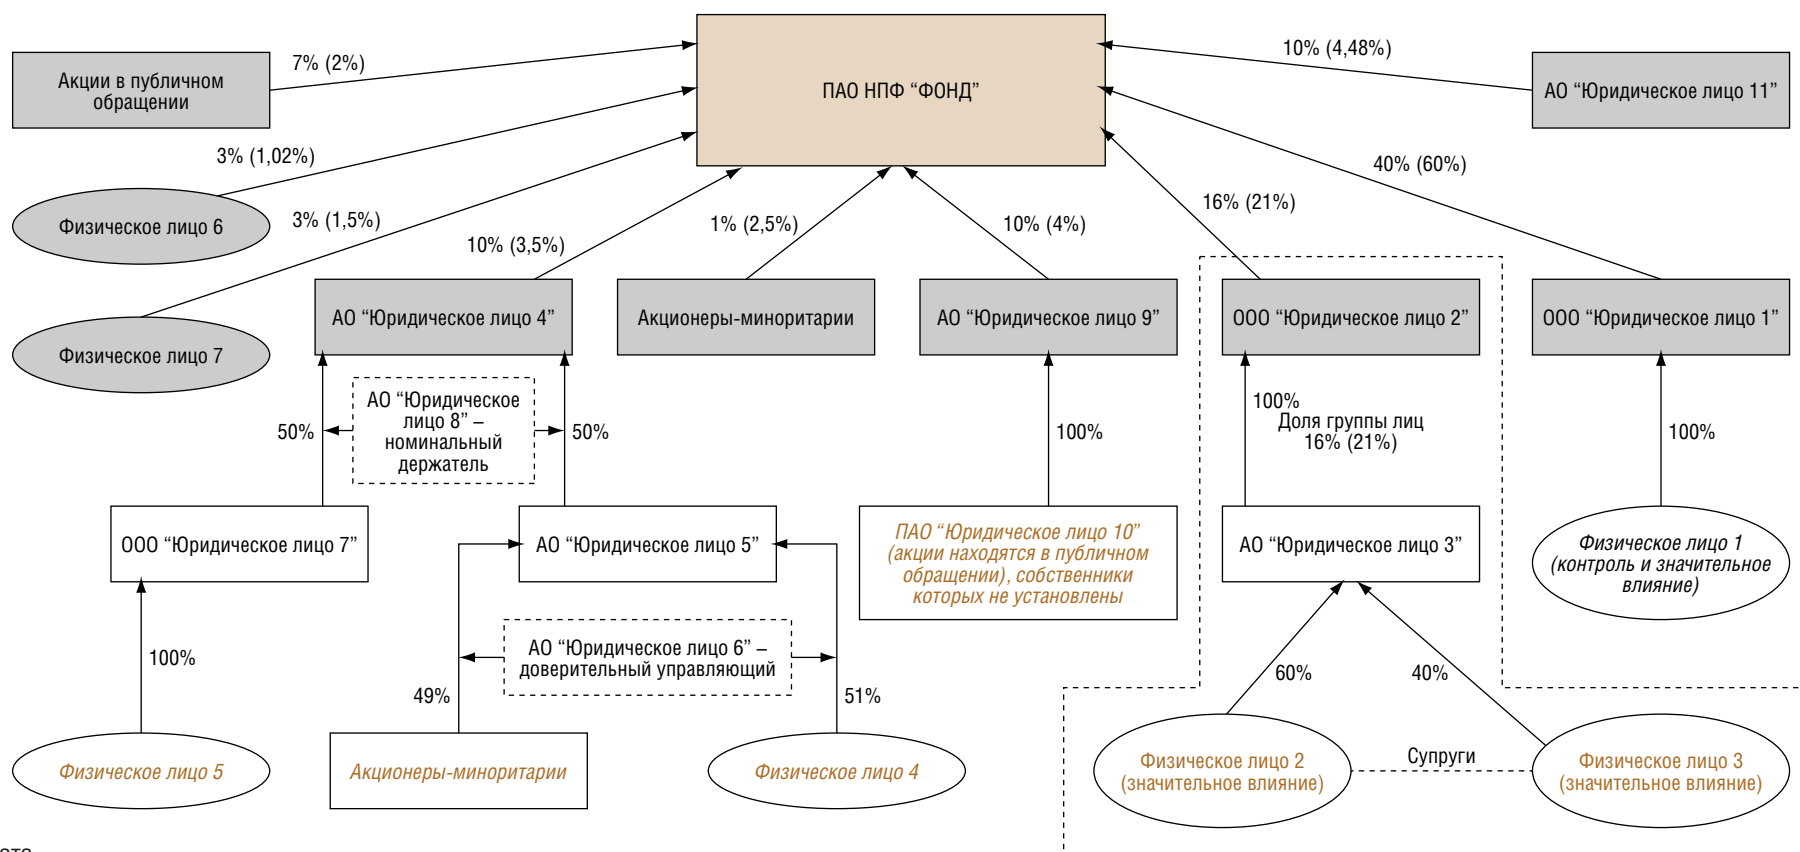 Акции в публичном
обращении
7% (2%)
ПАО НПФ “ФОНД”
10% (4,48%)
АО “Юридическое лицо 11”
3% (1,02%)
40% (60%)
Физическое лицо 6
3% (1,5%)
10% (3,5%)
1% (2,5%)
10% (4%)
16% (21%)
Физическое лицо 7
АО “Юридическое лицо 4”
Акционеры-миноритарии
АО “Юридическое лицо 9”
ООО “Юридическое лицо 2”
ООО “Юридическое лицо 1”
50%
АО “Юридическое
лицо 8” –
номинальный
держатель
50%
100%
100%
Доля группы лиц
16% (21%)
100%
ООО “Юридическое лицо 7”
АО “Юридическое лицо 5”
ПАО “Юридическое лицо 10”
(акции находятся в публичном
обращении), собственники
которых не установлены
АО “Юридическое лицо 3”
Физическое лицо 1
(контроль и значительное
влияние)
100%
49%
АО “Юридическое лицо 6” –
доверительный управляющий
51%
60%
40%
Физическое лицо 5
Акционеры-миноритарии
Физическое лицо 4
Физическое лицо 2
(значительное влияние)
Супруги
Физическое лицо 3
(значительное влияние)